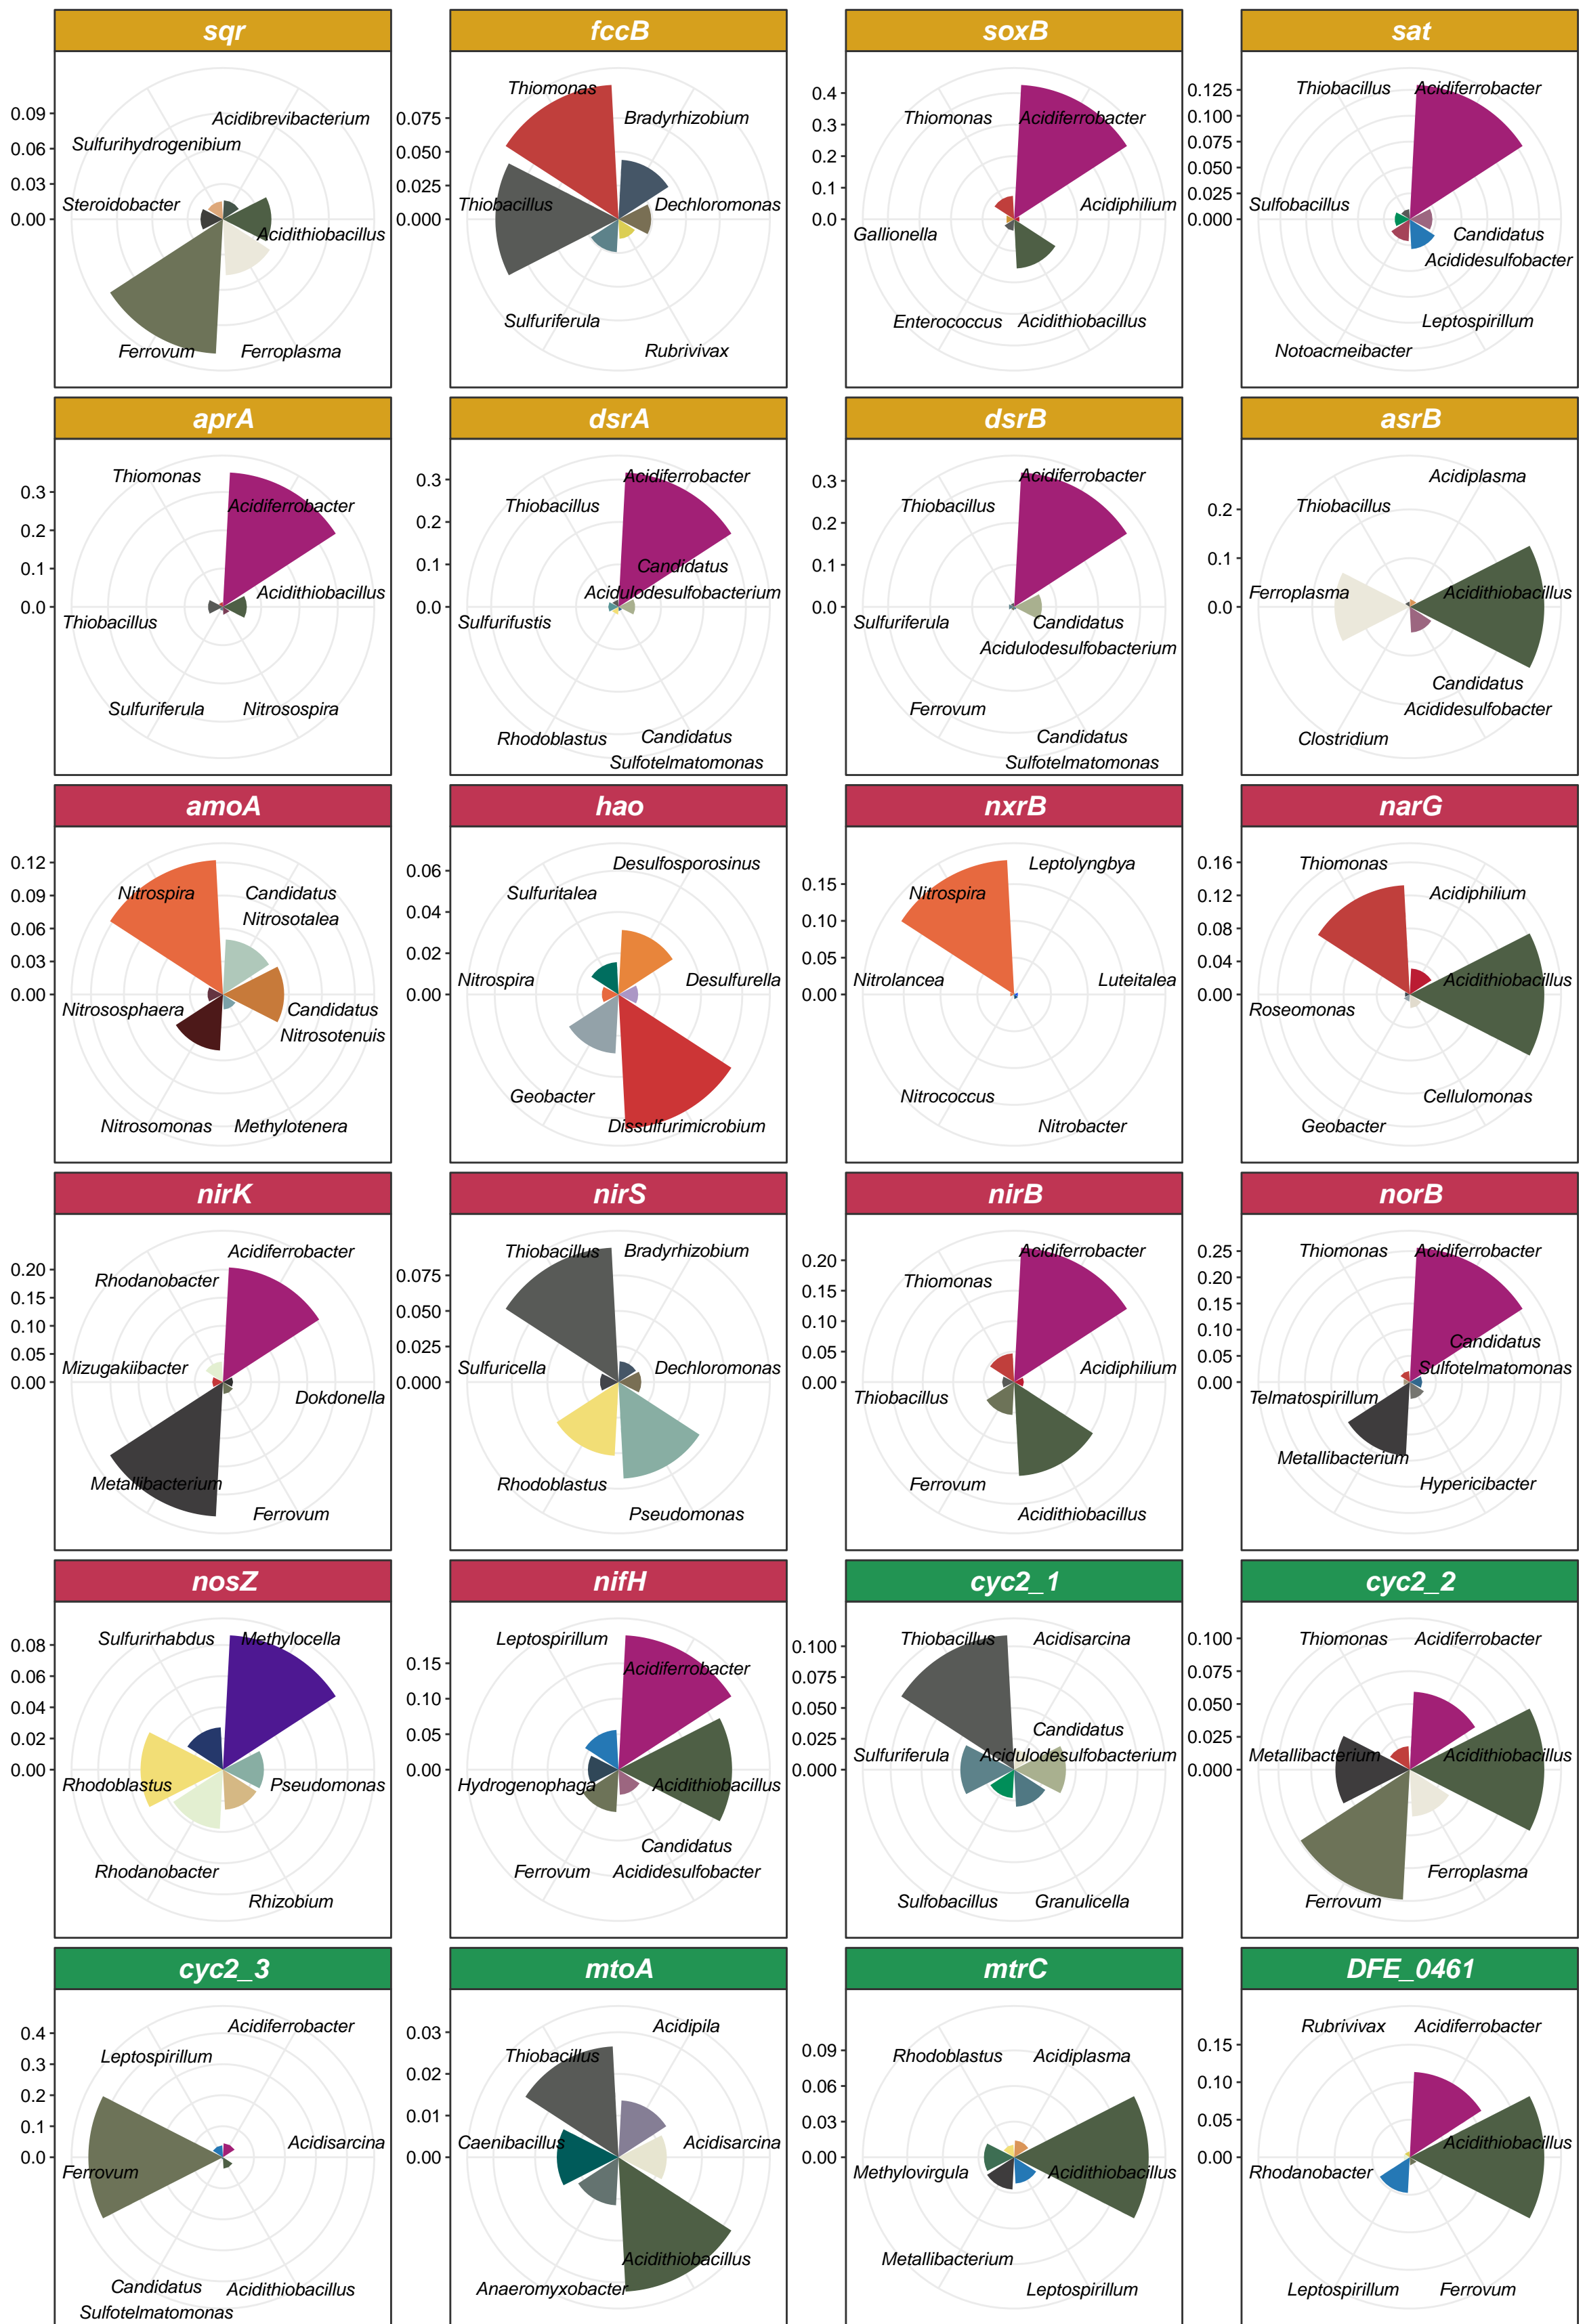 sqr
fccB
soxB
sat
0.09
0.06
0.03
0.00
Acidibrevibacterium
Sulfurihydrogenibium
Steroidobacter
Acidithiobacillus
Ferrovum
Ferroplasma
0.075
0.050
0.025
0.000
Thiomonas
Bradyrhizobium
Thiobacillus
Dechloromonas
Sulfuriferula
Rubrivivax
0.4
0.3
0.2
0.1
0.0
Thiomonas
Acidiferrobacter
Acidiphilium
Gallionella
Enterococcus
Acidithiobacillus
0.125
0.100
0.075
0.050
0.025
0.000
Thiobacillus
Acidiferrobacter
Sulfobacillus
Candidatus
Acididesulfobacter
Leptospirillum
Notoacmeibacter
aprA
dsrA
dsrB
asrB
0.3
0.2
0.1
0.0
Thiomonas
Acidiferrobacter
Acidithiobacillus
Thiobacillus
Sulfuriferula
Nitrosospira
0.3
0.2
0.1
0.0
Acidiferrobacter
Thiobacillus
Candidatus
Acidulodesulfobacterium
Sulfurifustis
Rhodoblastus
Candidatus
Sulfotelmatomonas
0.3
0.2
0.1
0.0
Acidiferrobacter
Thiobacillus
Sulfuriferula
Candidatus
Acidulodesulfobacterium
Ferrovum
Candidatus
Sulfotelmatomonas
0.2
0.1
0.0
Acidiplasma
Thiobacillus
Ferroplasma
Acidithiobacillus
Candidatus
Acididesulfobacter
Clostridium
amoA
hao
nxrB
narG
0.12
0.09
0.06
0.03
0.00
Nitrospira
Candidatus
Nitrosotalea
Nitrososphaera
Candidatus
Nitrosotenuis
Nitrosomonas
Methylotenera
0.06
0.04
0.02
0.00
Desulfosporosinus
Sulfuritalea
Nitrospira
Desulfurella
Geobacter
Dissulfurimicrobium
0.15
0.10
0.05
0.00
Leptolyngbya
Nitrospira
Nitrolancea
Luteitalea
Nitrococcus
Nitrobacter
0.16
0.12
0.08
0.04
0.00
Thiomonas
Acidiphilium
Acidithiobacillus
Roseomonas
Cellulomonas
Geobacter
nirK
nirS
nirB
norB
0.20
0.15
0.10
0.05
0.00
Acidiferrobacter
Rhodanobacter
Mizugakiibacter
Dokdonella
Metallibacterium
Ferrovum
0.075
0.050
0.025
0.000
Thiobacillus
Bradyrhizobium
Sulfuricella
Dechloromonas
Rhodoblastus
Pseudomonas
0.20
0.15
0.10
0.05
0.00
Acidiferrobacter
Thiomonas
Acidiphilium
Thiobacillus
Ferrovum
Acidithiobacillus
0.25
0.20
0.15
0.10
0.05
0.00
Thiomonas
Acidiferrobacter
Candidatus
Sulfotelmatomonas
Telmatospirillum
Metallibacterium
Hypericibacter
nosZ
nifH
cyc2_1
cyc2_2
0.08
0.06
0.04
0.02
0.00
Sulfurirhabdus
Methylocella
Rhodoblastus
Pseudomonas
Rhodanobacter
Rhizobium
0.15
0.10
0.05
0.00
Leptospirillum
Acidiferrobacter
Hydrogenophaga
Acidithiobacillus
Candidatus
Acididesulfobacter
Ferrovum
0.100
0.075
0.050
0.025
0.000
Thiobacillus
Acidisarcina
Candidatus
Acidulodesulfobacterium
Sulfuriferula
Sulfobacillus
Granulicella
0.100
0.075
0.050
0.025
0.000
Thiomonas
Acidiferrobacter
Metallibacterium
Acidithiobacillus
Ferroplasma
Ferrovum
cyc2_3
mtoA
mtrC
DFE_0461
0.4
0.3
0.2
0.1
0.0
Acidiferrobacter
Leptospirillum
Acidisarcina
Ferrovum
Candidatus
Sulfotelmatomonas
Acidithiobacillus
0.03
0.02
0.01
0.00
Acidipila
Thiobacillus
Caenibacillus
Acidisarcina
Acidithiobacillus
Anaeromyxobacter
0.09
0.06
0.03
0.00
Rhodoblastus
Acidiplasma
Methylovirgula
Acidithiobacillus
Metallibacterium
Leptospirillum
0.15
0.10
0.05
0.00
Rubrivivax
Acidiferrobacter
Acidithiobacillus
Rhodanobacter
Leptospirillum
Ferrovum